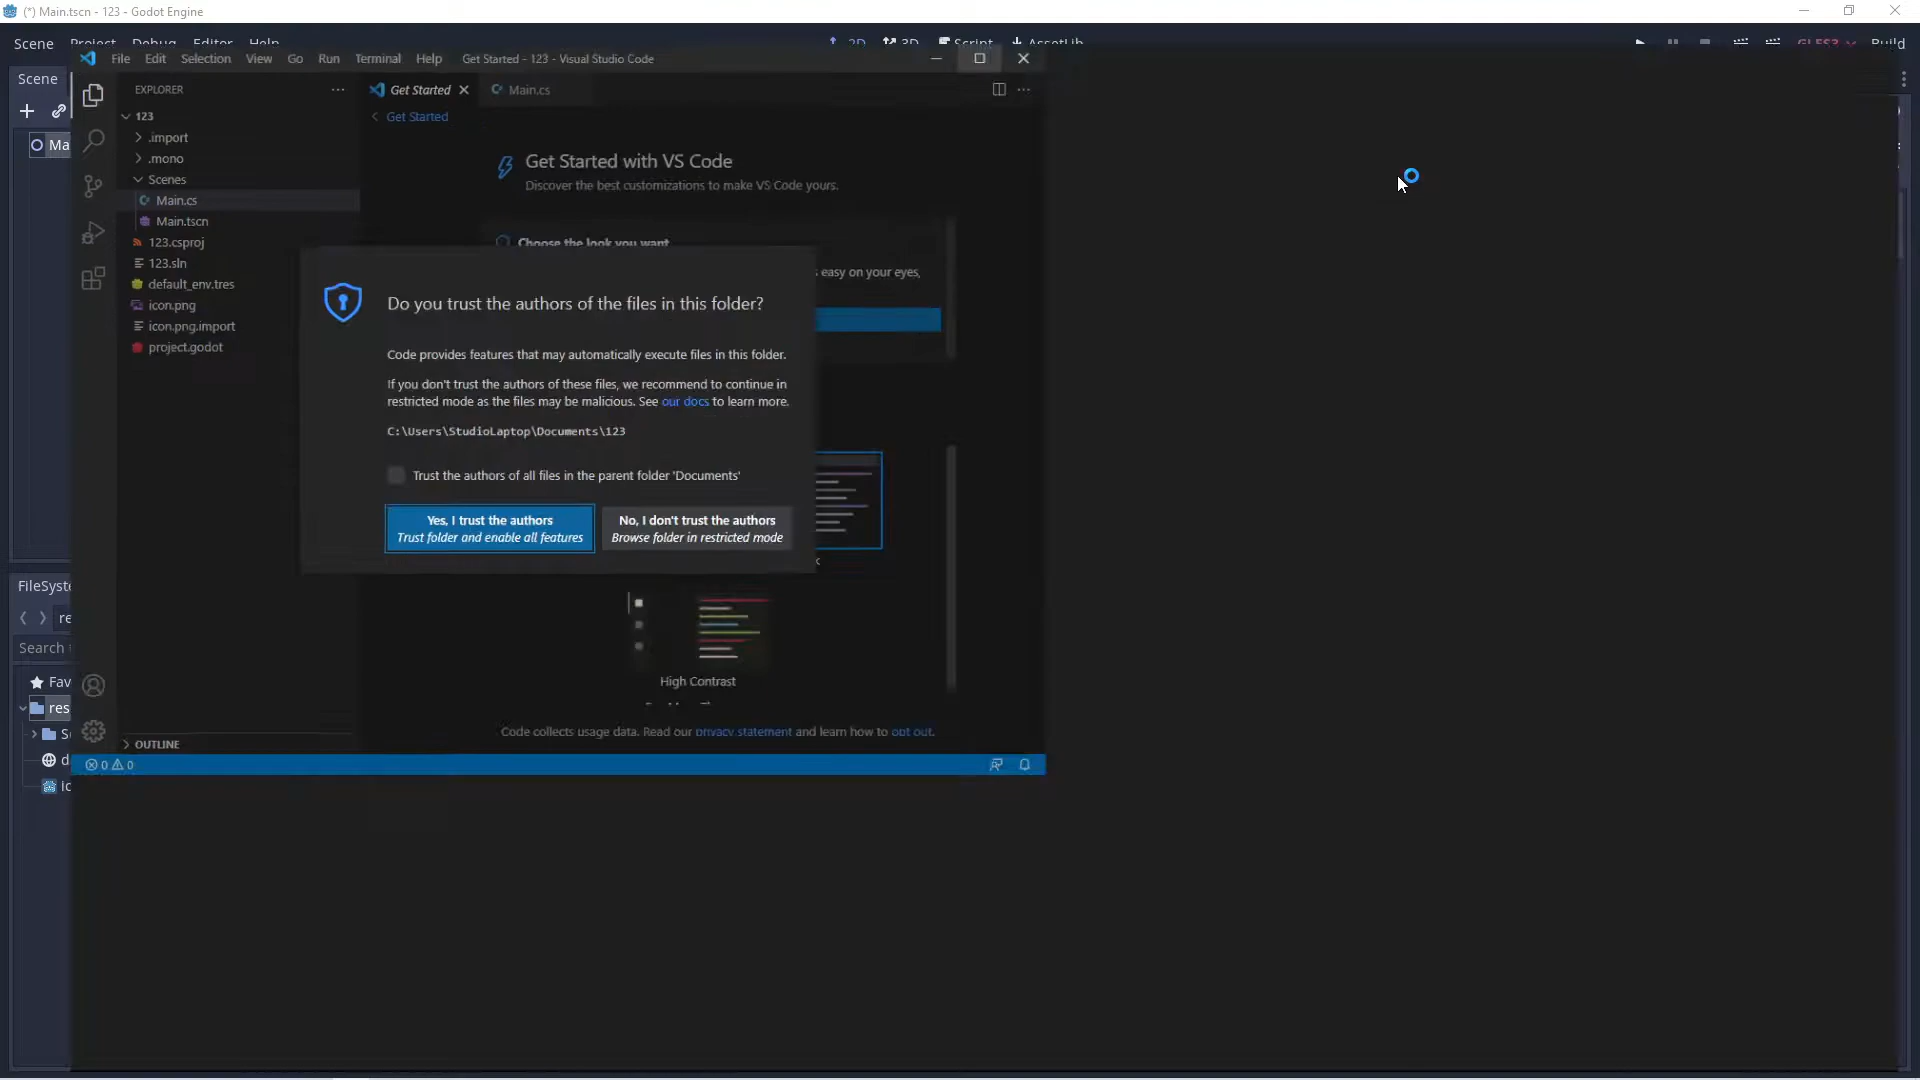 (*) Main.tscn - 123 - Godot Engine
Scene Project Debug Editor Help 2D 3D Script AssetLib GLES3 Build
Scene
File Edit Selection View Go Run Terminal Help Get Started - 123 - Visual Studio Code
EXPLORER
Get Started
Main.cs
Get Started
123
.import
.mono
Scenes
Main.cs
Main.tscn
123.csproj
123.sln
default_env.tres
icon.png
icon.png.import
project.godot
OUTLINE
Get Started with VS Code
Discover the best customizations to make VS Code yours.
Choose the look you want
s easy on your eyes,
Do you trust the authors of the files in this folder?
Code provides features that may automatically execute files in this folder.
If you don't trust the authors of these files, we recommend to continue in
restricted mode as the files may be malicious. See our docs to learn more.
C:\Users\StudioLaptop\Documents\123
Trust the authors of all files in the parent folder 'Documents'
Yes, I trust the authors
Trust folder and enable all features
No, I don't trust the authors
Browse folder in restricted mode
k
High Contrast
Code collects usage data. Read our privacy statement and learn how to opt out.
0 0
Ma
FileSyste
re
Search
Fav
res
S
d
ic